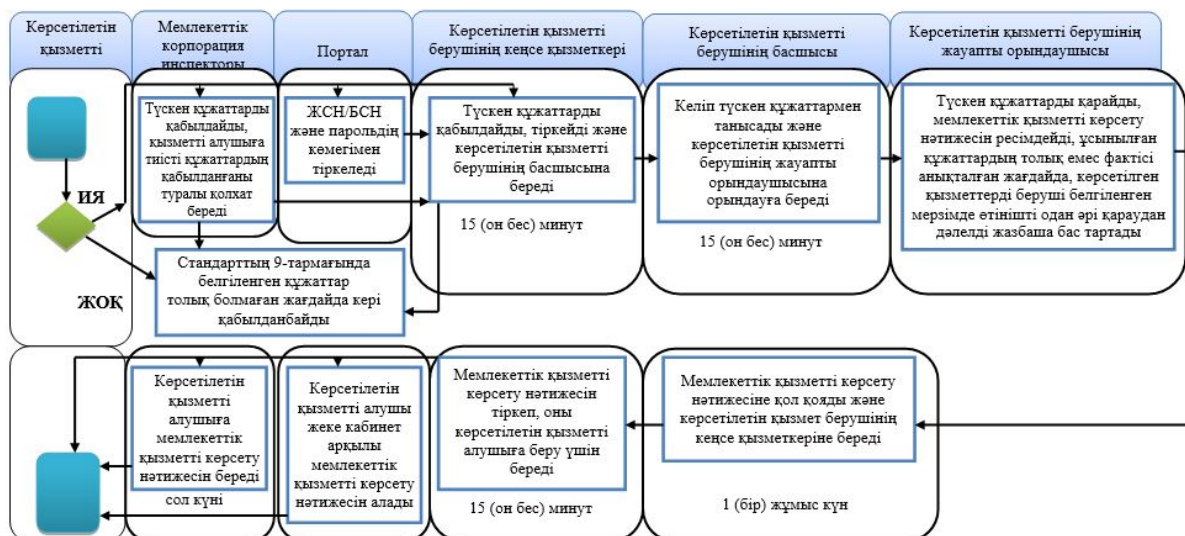 Көрсетілетін
қызметті
Мемлекеттік
корпорация
инспекторы
Портал
Көрсетілетін қызметті
берушінің кеңсе қызметкері
Көрсетілетін қызметті
берушінің басшысы
Көрсетілетін қызметті берушінің
жауапты орындаушысы
ИЯ
ЖОҚ
Түскен құжаттарды
қабылдайды,
қызметті алушыға
тиісті құжаттардың
қабылданғаны
туралы қолхат
береді
ЖСН/БСН
және парольдің
көмегімен
тіркеледі
Түскен құжаттарды
қабылдайды, тіркейді және
көрсетілетін қызметті
берушінің басшысына
береді
15 (он бес) минут
Келіп түскен құжаттармен
танысады және
көрсетілетін қызметті
берушінің жауапты
орындаушысына
орындауға береді
15 (он бес) минут
Түскен құжаттарды қарайды,
мемлекеттік қызметті көрсету
нәтижесін ресімдейді, ұсынылған
құжаттардың толық емес фактісі
анықталған жағдайда, көрсетілген
қызметтерді беруші белгіленген
мерзімде өтінішті одан әрі қараудан
дәлелді жазбаша бас тартады
Стандарттың 9-тармағында
белгіленген құжаттар
толық болмаған жағдайда кері
қабылданбайды
Көрсетілетін
қызметті
алушыға
мемлекеттік
қызметті көрсету
нәтижесін береді
сол күні
Көрсетілетін
қызметті алушы
жеке кабинет
арқылы
мемлекеттік
қызметті көрсету
нәтижесін алады
Мемлекеттік қызметті
көрсету нәтижесін
тіркеп, оны
көрсетілетін қызметті
алушыға беру үшін
береді
15 (он бес) минут
Мемлекеттік қызметті көрсету
нәтижесіне қол қояды және
көрсетілетін қызмет берушінің
кеңсе қызметкеріне береді
1 (бір) жұмыс күн